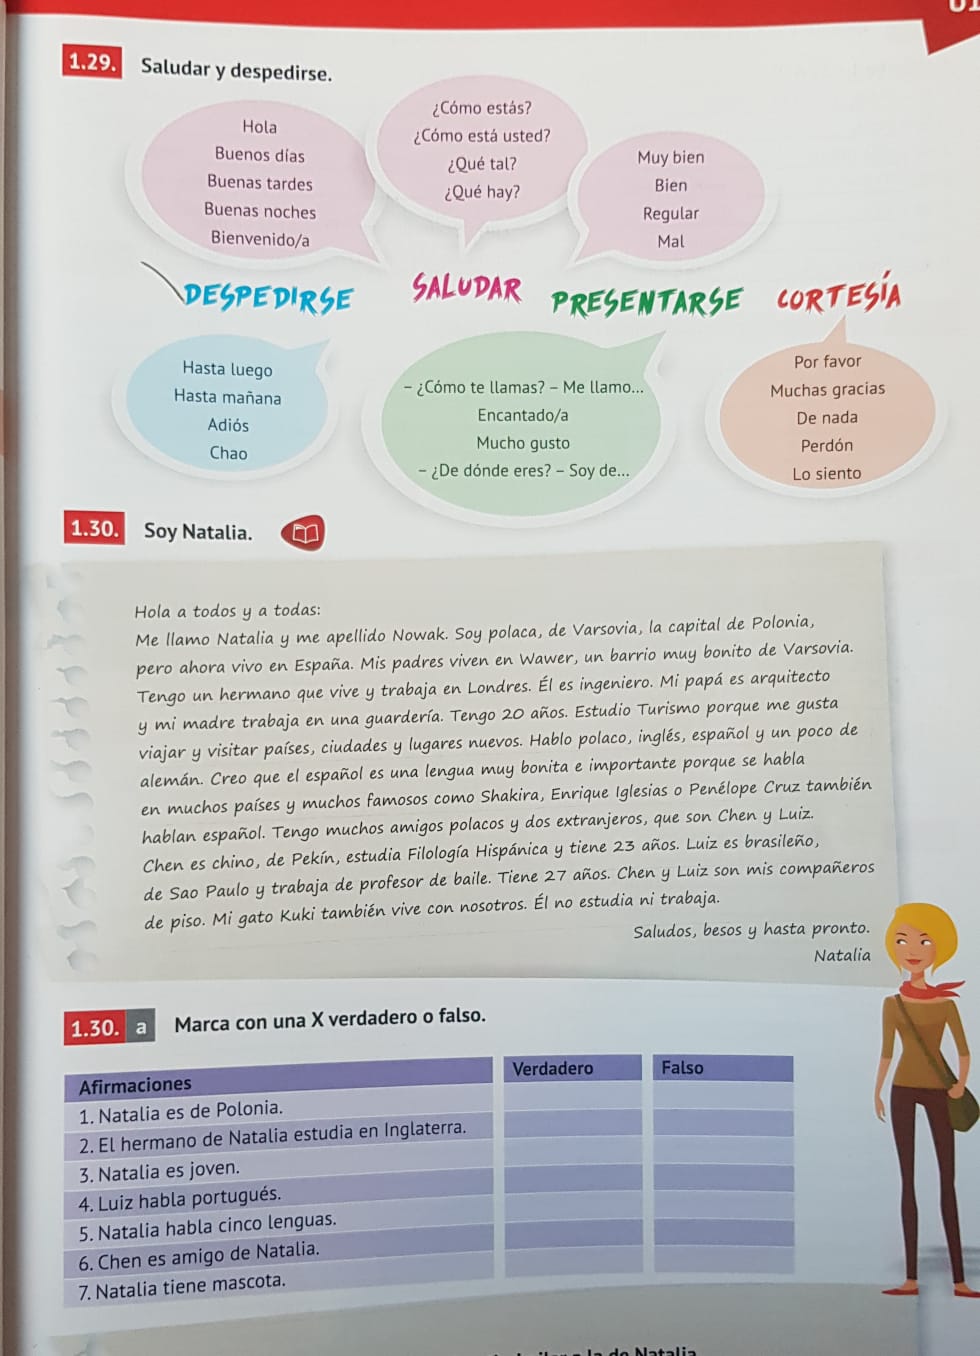 01
1.29. Saludar y despedirse.
Hola
Buenos días
Buenas tardes
Buenas noches
Bienvenido/a
¿Cómo estás?
¿Cómo está usted?
¿Qué tal?
¿Qué hay?
Muy bien
Bien
Regular
Mal
DESPEDIRSE
SALUDAR
PRESENTARSE
CORTESÍA
Hasta luego
Hasta mañana
Adiós
Chao
– ¿Cómo te llamas? – Me llamo...
Encantado/a
Mucho gusto
– ¿De dónde eres? – Soy de...
Por favor
Muchas gracias
De nada
Perdón
Lo siento
1.30. Soy Natalia.
Hola a todos y a todas:
Me llamo Natalia y me apellido Nowak. Soy polaca, de Varsovia, la capital de Polonia,
pero ahora vivo en España. Mis padres viven en Wawer, un barrio muy bonito de Varsovia.
Tengo un hermano que vive y trabaja en Londres. Él es ingeniero. Mi papá es arquitecto
y mi madre trabaja en una guardería. Tengo 20 años. Estudio Turismo porque me gusta
viajar y visitar países, ciudades y lugares nuevos. Hablo polaco, inglés, español y un poco de
alemán. Creo que el español es una lengua muy bonita e importante porque se habla
en muchos países y muchos famosos como Shakira, Enrique Iglesias o Penélope Cruz también
hablan español. Tengo muchos amigos polacos y dos extranjeros, que son Chen y Luiz.
Chen es chino, de Pekín, estudia Filología Hispánica y tiene 23 años. Luiz es brasileño,
de Sao Paulo y trabaja de profesor de baile. Tiene 27 años. Chen y Luiz son mis compañeros
de piso. Mi gato Kuki también vive con nosotros. Él no estudia ni trabaja.
Saludos, besos y hasta pronto.
Natalia
1.30. a Marca con una X verdadero o falso.
Afirmaciones Verdadero Falso
1. Natalia es de Polonia.
2. El hermano de Natalia estudia en Inglaterra.
3. Natalia es joven.
4. Luiz habla portugués.
5. Natalia habla cinco lenguas.
6. Chen es amigo de Natalia.
7. Natalia tiene mascota.
a la de Natalia